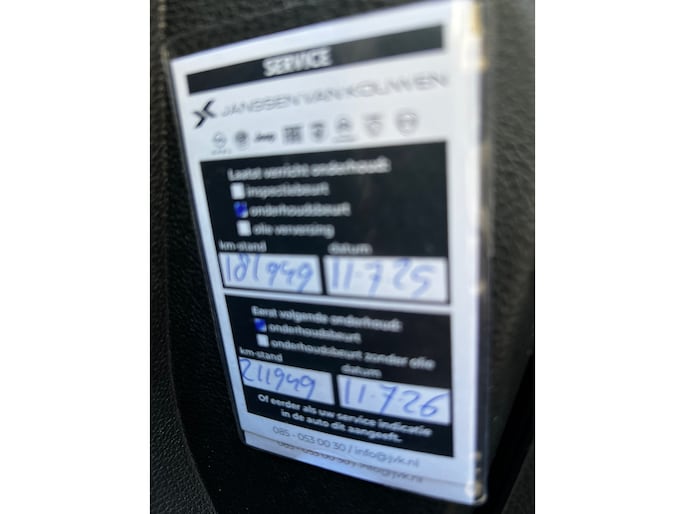 SERVICE
JANSSEN VAN KOUWEN
Jeep
Laatst verricht onderhoud:
inspectiebeurt
onderhoudsbeurt
olie verversing
km-stand datum
181949 11-7-25
Eerst volgende onderhoud:
onderhoudsbeurt
onderhoudsbeurt zonder olie
km-stand datum
211949 11-7-26
Of eerder als uw service indicatie
in de auto dit aangeeft.
085 - 053 00 30 / info@jvk.nl